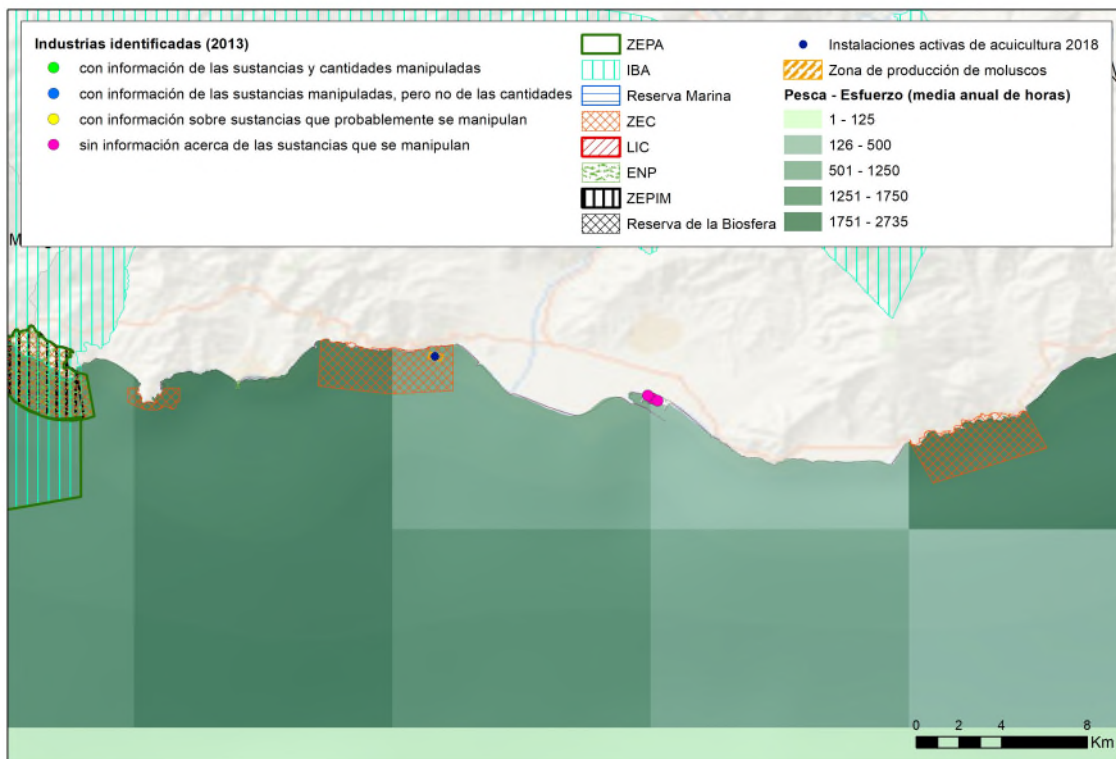 Industrias identificadas (2013)
con información de las sustancias y cantidades manipuladas
con información de las sustancias manipuladas, pero no de las cantidades
con información sobre sustancias que probablemente se manipulan
sin información acerca de las sustancias que se manipulan
ZEPA
IBA
Reserva Marina
ZEC
LIC
ENP
ZEPIM
Reserva de la Biosfera
Instalaciones activas de acuicultura 2018
Zona de producción de moluscos
Pesca - Esfuerzo (media anual de horas)
1 - 125
126 - 500
501 - 1250
1251 - 1750
1751 - 2735
0 2 4 8
Km